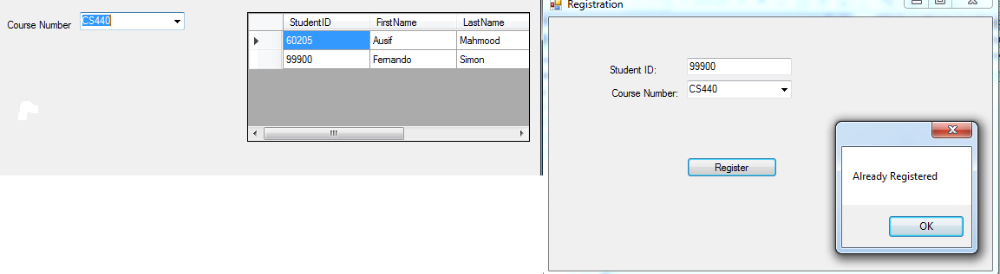 Course Number CS440
StudentID FirstName LastName
60205 Ausif Mahmood
99900 Fernando Simon
Registration
Student ID: 99900
Course Number: CS440
Register
Already Registered
OK